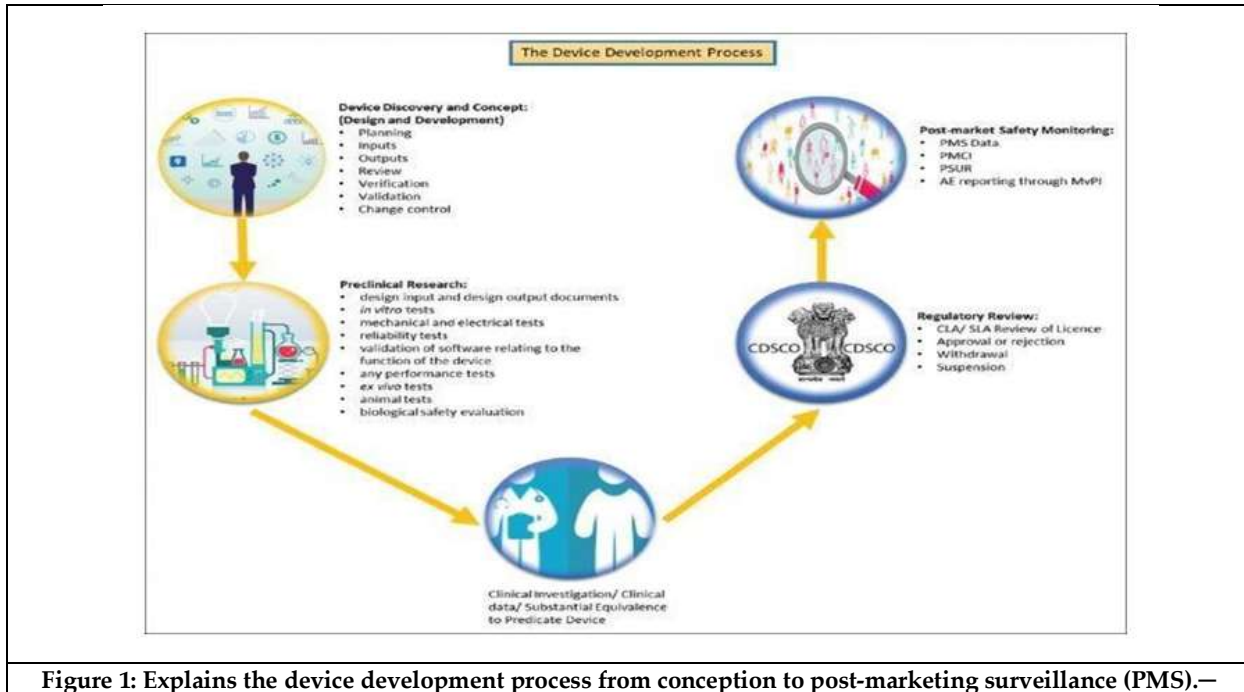 The Device Development Process
Device Discovery and Concept:
(Design and Development)
• Planning
• Inputs
• Outputs
• Review
• Verification
• Validation
• Change control
Preclinical Research:
• design input and design output documents
• in vitro tests
• mechanical and electrical tests
• reliability tests
• validation of software relating to the
function of the device
• any performance tests
• ex vivo tests
• animal tests
• biological safety evaluation
Clinical Investigation/ Clinical
data/ Substantial Equivalence
to Predicate Device
Regulatory Review:
• CLA/ SLA Review of Licence
• Approval or rejection
• Withdrawal
• Suspension
CDSCO CDSCO
Post-market Safety Monitoring:
• PMS Data
• PMCI
• PSUR
• AE reporting through MvPI
Figure 1: Explains the device development process from conception to post-marketing surveillance (PMS).—